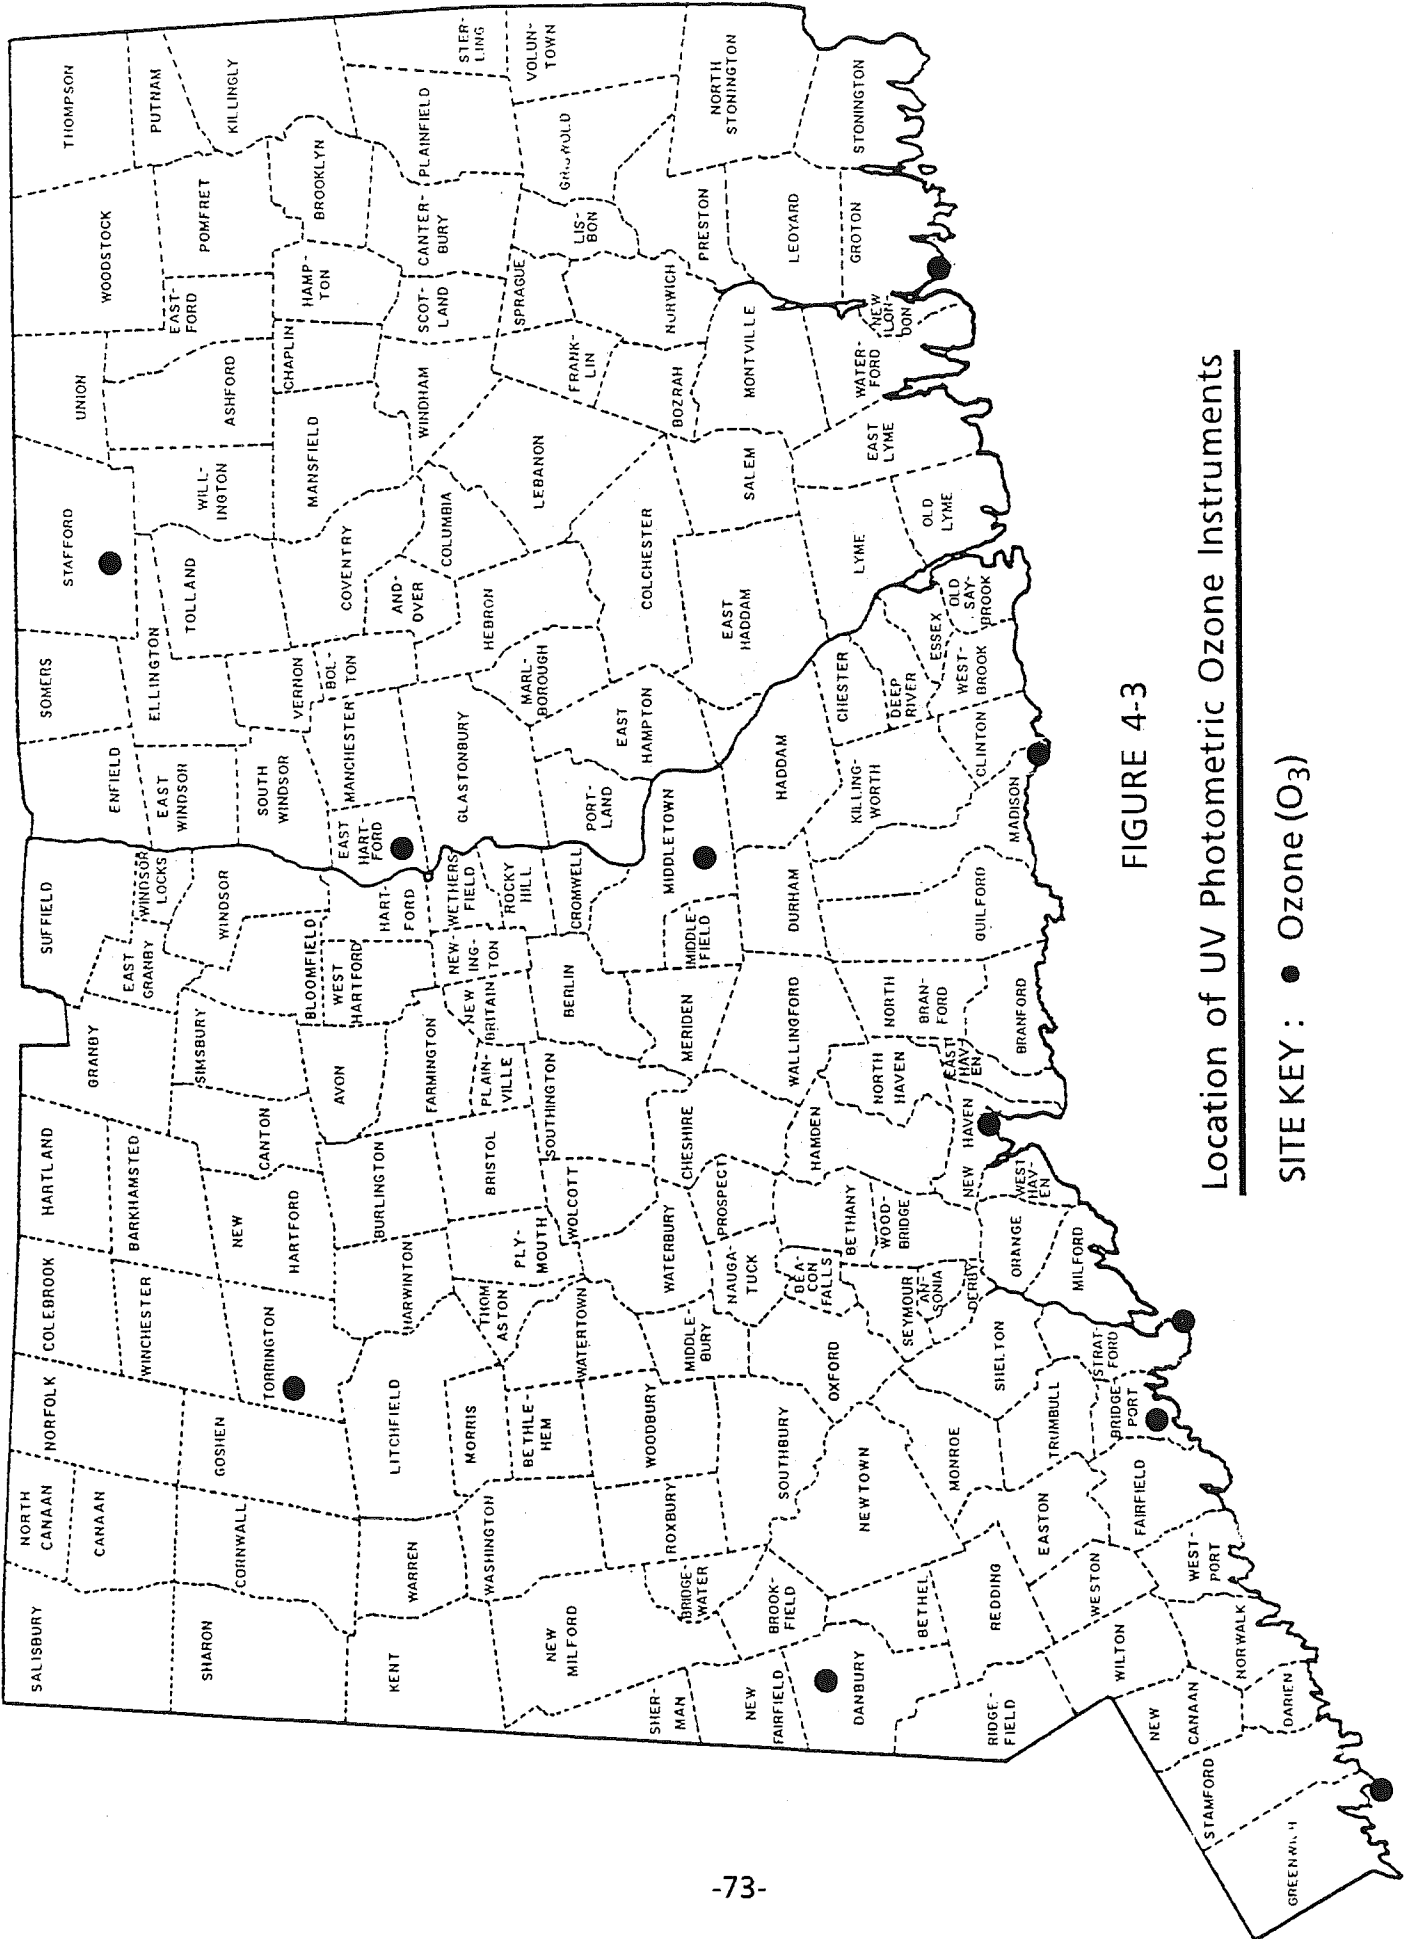 SALISBURY
NORTH
CANAAN
CANAAN
NORFOLK
COLEBROOK
HARTLAND
GRANBY
SUFFIELD
ENFIELD
SOMERS
STAFFORD
UNION
WOODSTOCK
THOMPSON
SHARON
CORNWALL
GOSHEN
WINCHESTER
BARKHAMSTED
TORRINGTON
NEW
HARTFORD
CANTON
SIMSBURY
EAST
GRANBY
WINDSOR
LOCKS
WINDSOR
EAST
WINDSOR
SOUTH
WINDSOR
ELLINGTON
TOLLAND
VERNON
WILL-
INGTON
ASHFORD
EAST-
FORD
POMFRET
PUTNAM
KILLINGLY
KENT
WARREN
LITCHFIELD
HARWINTON
BURLINGTON
AVON
BLOOMFIELD
WEST
HARTFORD
HART-
FORD
EAST
HART-
FORD
MANCHESTER
BOL-
TON
COVENTRY
AND-
OVER
MANSFIELD
CHAPLIN
HAMP-
TON
BROOKLYN
NEW
MILFORD
WASHINGTON
MORRIS
BETHLE-
HEM
THOM
ASTON
PLY-
MOUTH
BRISTOL
FARMINGTON
PLAIN-
VILLE
NEW
BRITAIN
NEW-
ING-
TON
WETHERS
FIELD
ROCKY
HILL
GLASTONBURY
HEBRON
MARL-
BOROUGH
COLUMBIA
LEBANON
WINDHAM
SCOT-
LAND
CANTER-
BURY
PLAINFIELD
STER-
LING
VOLUN-
TOWN
SPRAGUE
LIS-
BON
FRANK-
LIN
NORWICH
BOZRAH
SHER-
MAN
BRIDGE-
WATER
ROXBURY
WOODBURY
WATERTOWN
MIDDLE-
BURY
WATERBURY
WOLCOTT
SOUTHINGTON
CHESHIRE
PROSPECT
NAUGA-
TUCK
BERLIN
MERIDEN
CROMWELL
MIDDLE
FIELD
MIDDLETOWN
PORT-
LAND
EAST
HAMPTON
COLCHESTER
EAST
HADDAM
SALEM
MONTVILLE
PRESTON
NORTH
STONINGTON
LEDYARD
GROTON
STONINGTON
NEW
FAIRFIELD
BROOK-
FIELD
DANBURY
BETHEL
NEWTOWN
SOUTHBURY
OXFORD
BEA-
CON
FALLS
BETHANY
WOOD-
BRIDGE
SEYMOUR
AN-
SONIA
DERBY
HAMDEN
WALLINGFORD
NORTH
HAVEN
NORTH
BRAN-
FORD
DURHAM
HADDAM
KILLING-
WORTH
CHESTER
DEEP
RIVER
ESSEX
WEST-
BROOK
OLD
SAY-
BROOK
LYME
OLD
LYME
EAST
LYME
WATER-
FORD
NEW
LON-
DON
RIDGE-
FIELD
REDDING
MONROE
SHELTON
ORANGE
NEW
HAVEN
WEST
HAV-
EN
EAST
HAV-
EN
BRANFORD
GUILFORD
MADISON
CLINTON
WILTON
WESTON
EASTON
TRUMBULL
STRAT-
FORD
MILFORD
BRIDGE-
PORT
FAIRFIELD
WEST-
PORT
NORWALK
NEW
CANAAN
DARIEN
STAMFORD
FIGURE 4-3
Location of UV Photometric Ozone Instruments
SITE KEY : ● Ozone (O3)
-73-